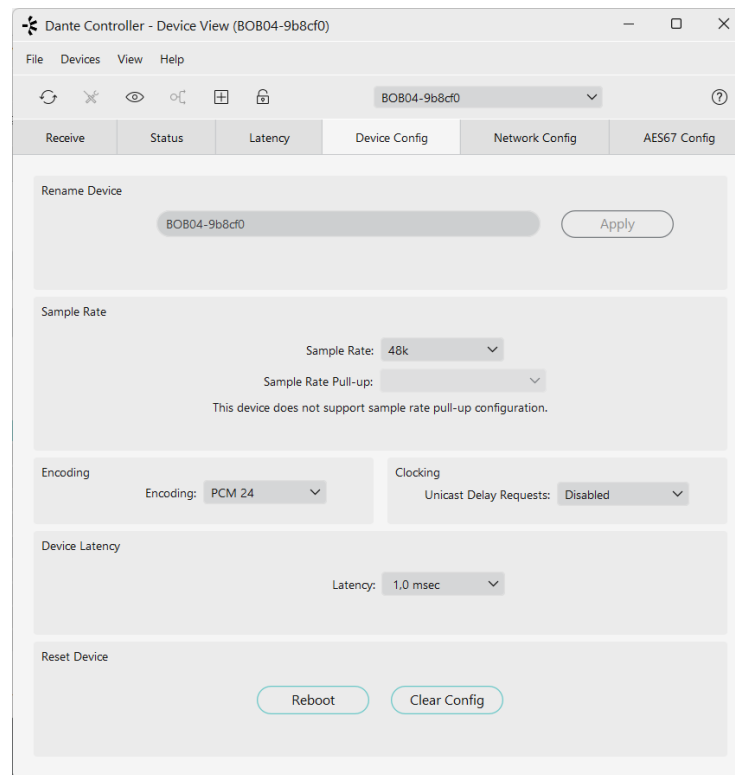 Dante Controller - Device View (BOB04-9b8cf0)
File Devices View Help
BOB04-9b8cf0
Receive Status Latency Device Config Network Config AES67 Config
Rename Device
BOB04-9b8cf0 Apply
Sample Rate
Sample Rate: 48k
Sample Rate Pull-up:
This device does not support sample rate pull-up configuration.
Encoding
Encoding: PCM 24
Clocking
Unicast Delay Requests: Disabled
Device Latency
Latency: 1,0 msec
Reset Device
Reboot Clear Config